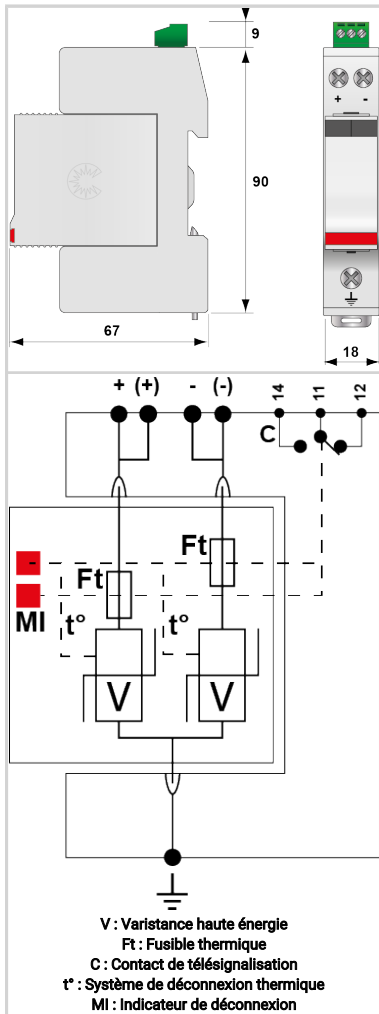 9
90
67
+ -
18
+ (+) - (-) 14 11 12
C
Ft
-
Ft
MI t° t°
V V
V : Varistance haute énergie
Ft : Fusible thermique
C : Contact de télésignalisation
t° : Système de déconnexion thermique
MI : Indicateur de déconnexion